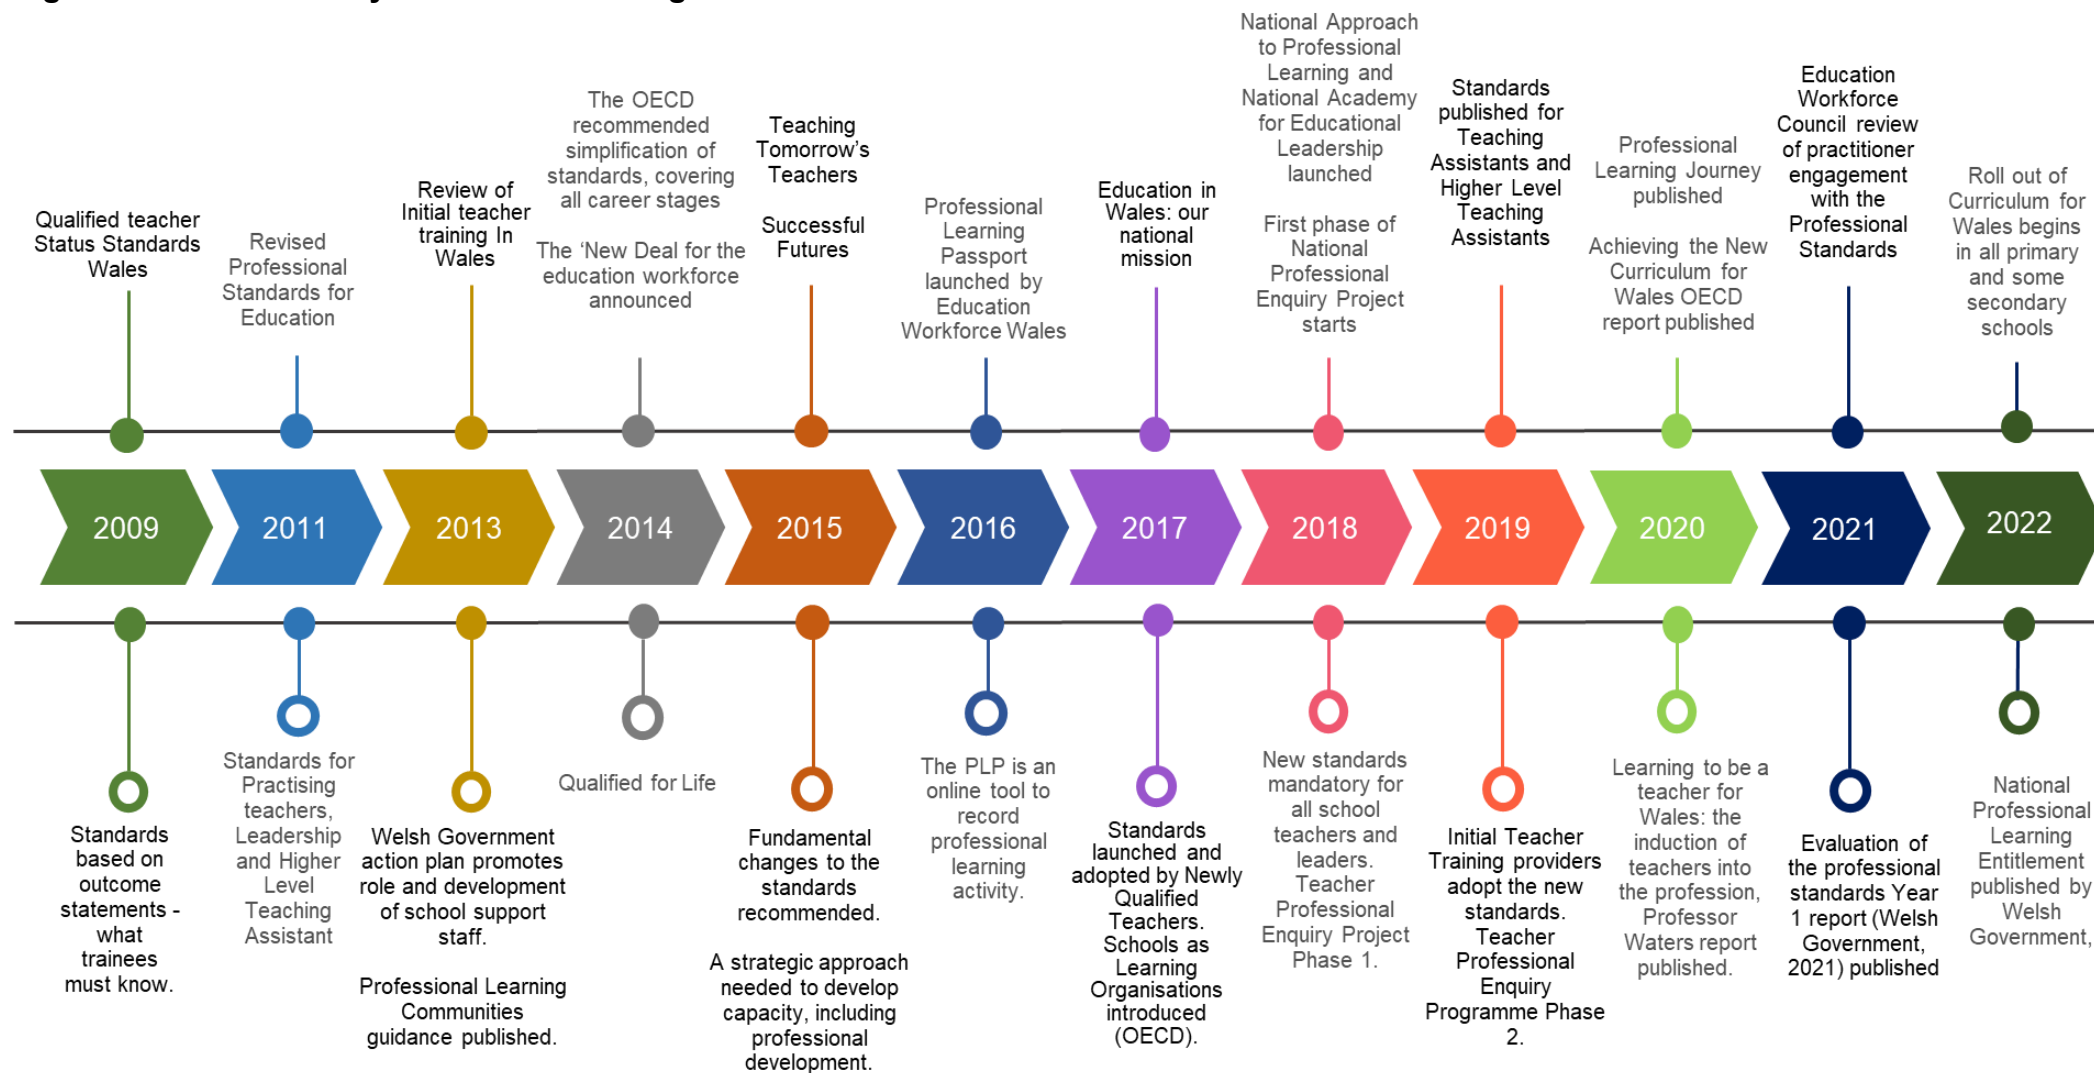 Qualified teacher
Status Standards
Wales
Revised
Professional
Standards for
Education
Review of
Initial teacher
training In
Wales
The OECD
recommended
simplification of
standards, covering
all career stages
The ‘New Deal for the
education workforce
announced
Teaching
Tomorrow’s
Teachers
Successful
Futures
Professional
Learning
Passport
launched by
Education
Workforce Wales
Education in
Wales: our
national
mission
National Approach
to Professional
Learning and
National Academy
for Educational
Leadership
launched
First phase of
National
Professional
Enquiry Project
starts
Standards
published for
Teaching
Assistants and
Higher Level
Teaching
Assistants
Professional
Learning Journey
published
Achieving the New
Curriculum for
Wales OECD
report published
Education
Workforce
Council review
of practitioner
engagement
with the
Professional
Standards
Roll out of
Curriculum for
Wales begins
in all primary
and some
secondary
schools
2009
2011
2013
2014
2015
2016
2017
2018
2019
2020
2021
2022
Standards
based on
outcome
statements -
what
trainees
must know.
Standards for
Practising
teachers,
Leadership
and Higher
Level
Teaching
Assistant
Welsh Government
action plan promotes
role and development
of school support
staff.
Professional Learning
Communities
guidance published.
Qualified for Life
Fundamental
changes to the
standards
recommended.
A strategic approach
needed to develop
capacity, including
professional
development.
The PLP is an
online tool to
record
professional
learning
activity.
Standards
launched and
adopted by Newly
Qualified
Teachers.
Schools as
Learning
Organisations
introduced
(OECD).
New standards
mandatory for
all school
teachers and
leaders.
Teacher
Professional
Enquiry Project
Phase 1.
Initial Teacher
Training providers
adopt the new
standards.
Teacher
Professional
Enquiry
Programme Phase
2.
Learning to be a
teacher for
Wales: the
induction of
teachers into
the profession,
Professor
Waters report
published.
Evaluation of
the professional
standards Year
1 report (Welsh
Government,
2021) published
National
Professional
Learning
Entitlement
published by
Welsh
Government,